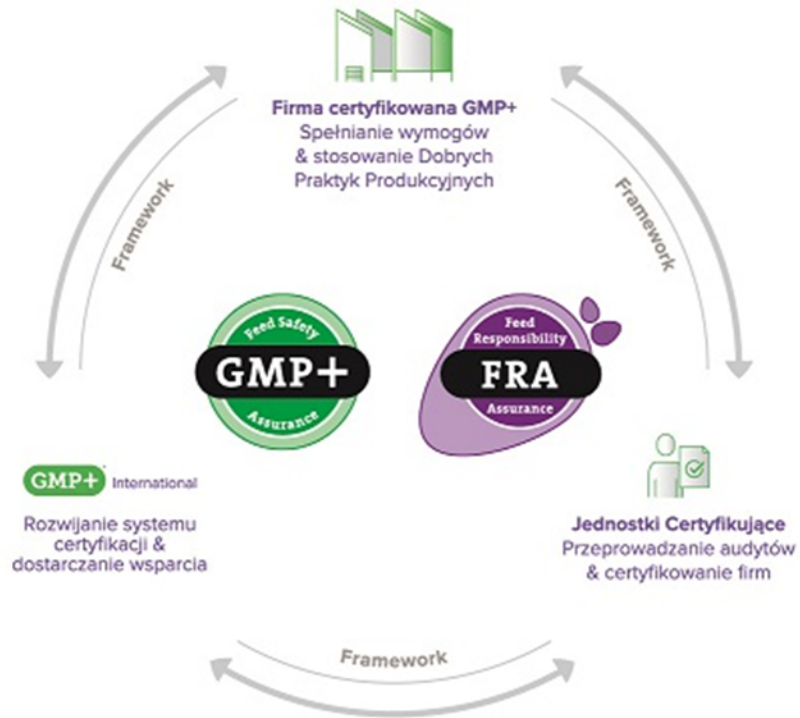 Firma certyfikowana GMP+
Spełnianie wymogów
& stosowanie Dobrych
Praktyk Produkcyjnych
Framework
Framework
Feed Safety
GMP+
Assurance
Feed
Responsibility
FRA
Assurance
GMP+ International
Rozwijanie systemu
certyfikacji &
dostarczanie wsparcia
Jednostki Certyfikujące
Przeprowadzanie audytów
& certyfikowanie firm
Framework